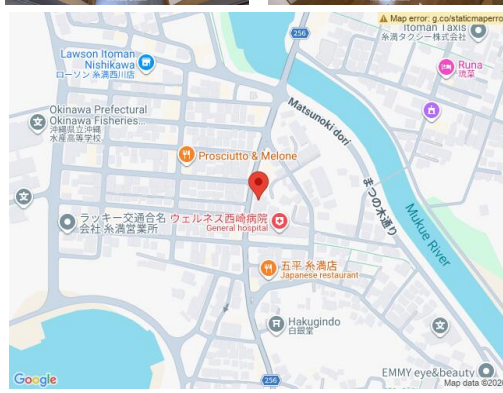 Map error: g.co/staticmaperro
256
Itoman Taxis
糸満タクシー株式会社
Lawson Itoman
Nishikawa
ローソン 糸満西川店
Runa
琉菜
Okinawa Prefectural
Okinawa Fisheries...
沖縄県立沖縄
水産高等学校
Matsunoki dori
Prosciutto & Melone
まつの木通り
Mukue River
ラッキー交通合名
会社 糸満営業所
ウェルネス西崎病院
General hospital
五平 糸満店
Japanese restaurant
Hakugindo
白銀堂
EMMY eye&beauty
256
Google
Map data ©202